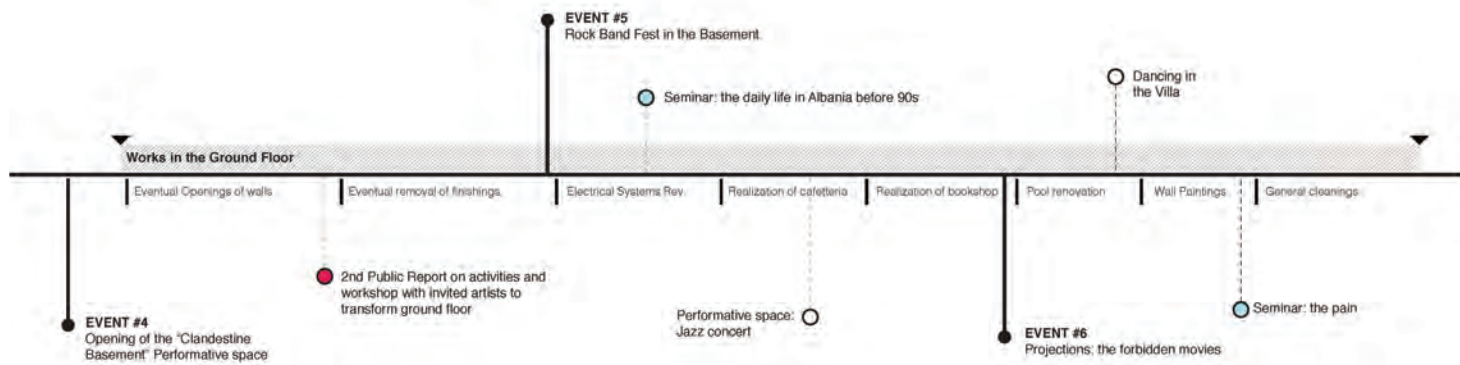 EVENT #5
Rock Band Fest in the Basement
Dancing in
the Villa
Seminar: the daily life in Albania before 90s
Works in the Ground Floor
Eventual Openings of walls
Eventual removal of finishings
Electrical Systems Rev.
Realization of cafetteria
Realization of bookshop
Pool renovation
Wall Paintings
General cleanings
2nd Public Report on activities and
workshop with invited artists to
transform ground floor
Performative space:
Jazz concert
Seminar: the pain
EVENT #4
Opening of the "Clandestine
Basement" Performative space
EVENT #6
Projections: the forbidden movies